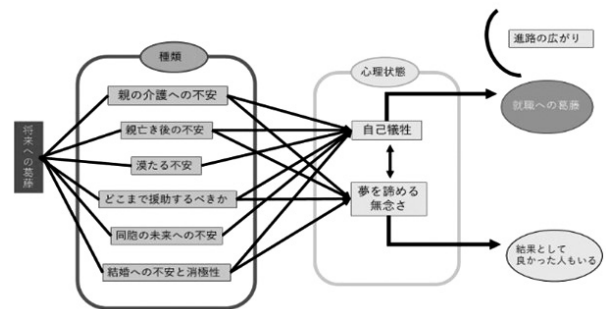 将来への葛藤
種類
親の介護への不安
親亡き後の不安
漠たる不安
どこまで援助するべきか
同胞の未来への不安
結婚への不安と消極性
心理状態
自己犠牲
夢を諦める
無念さ
進路の広がり
就職への葛藤
結果として
良かった人もいる